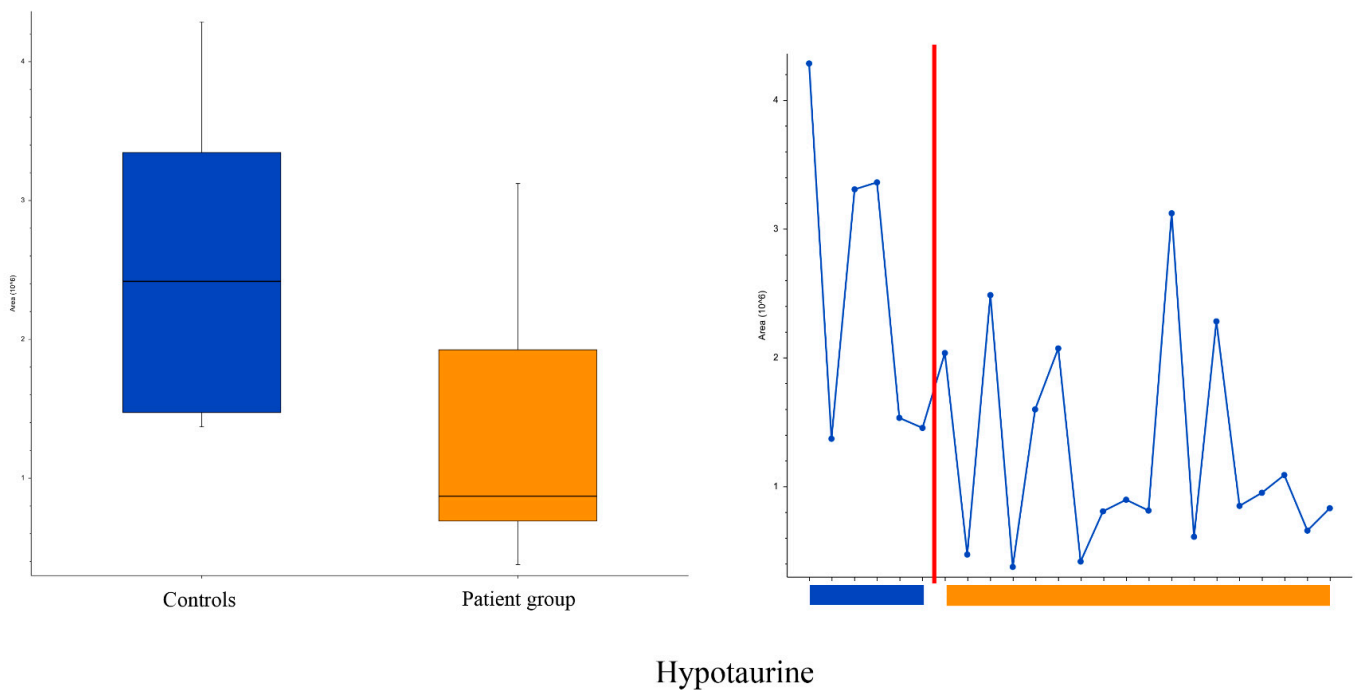 4
3
2
1
Area (10^6)
Controls
Patient group
4
3
2
1
Area (10^6)
Hypotaurine